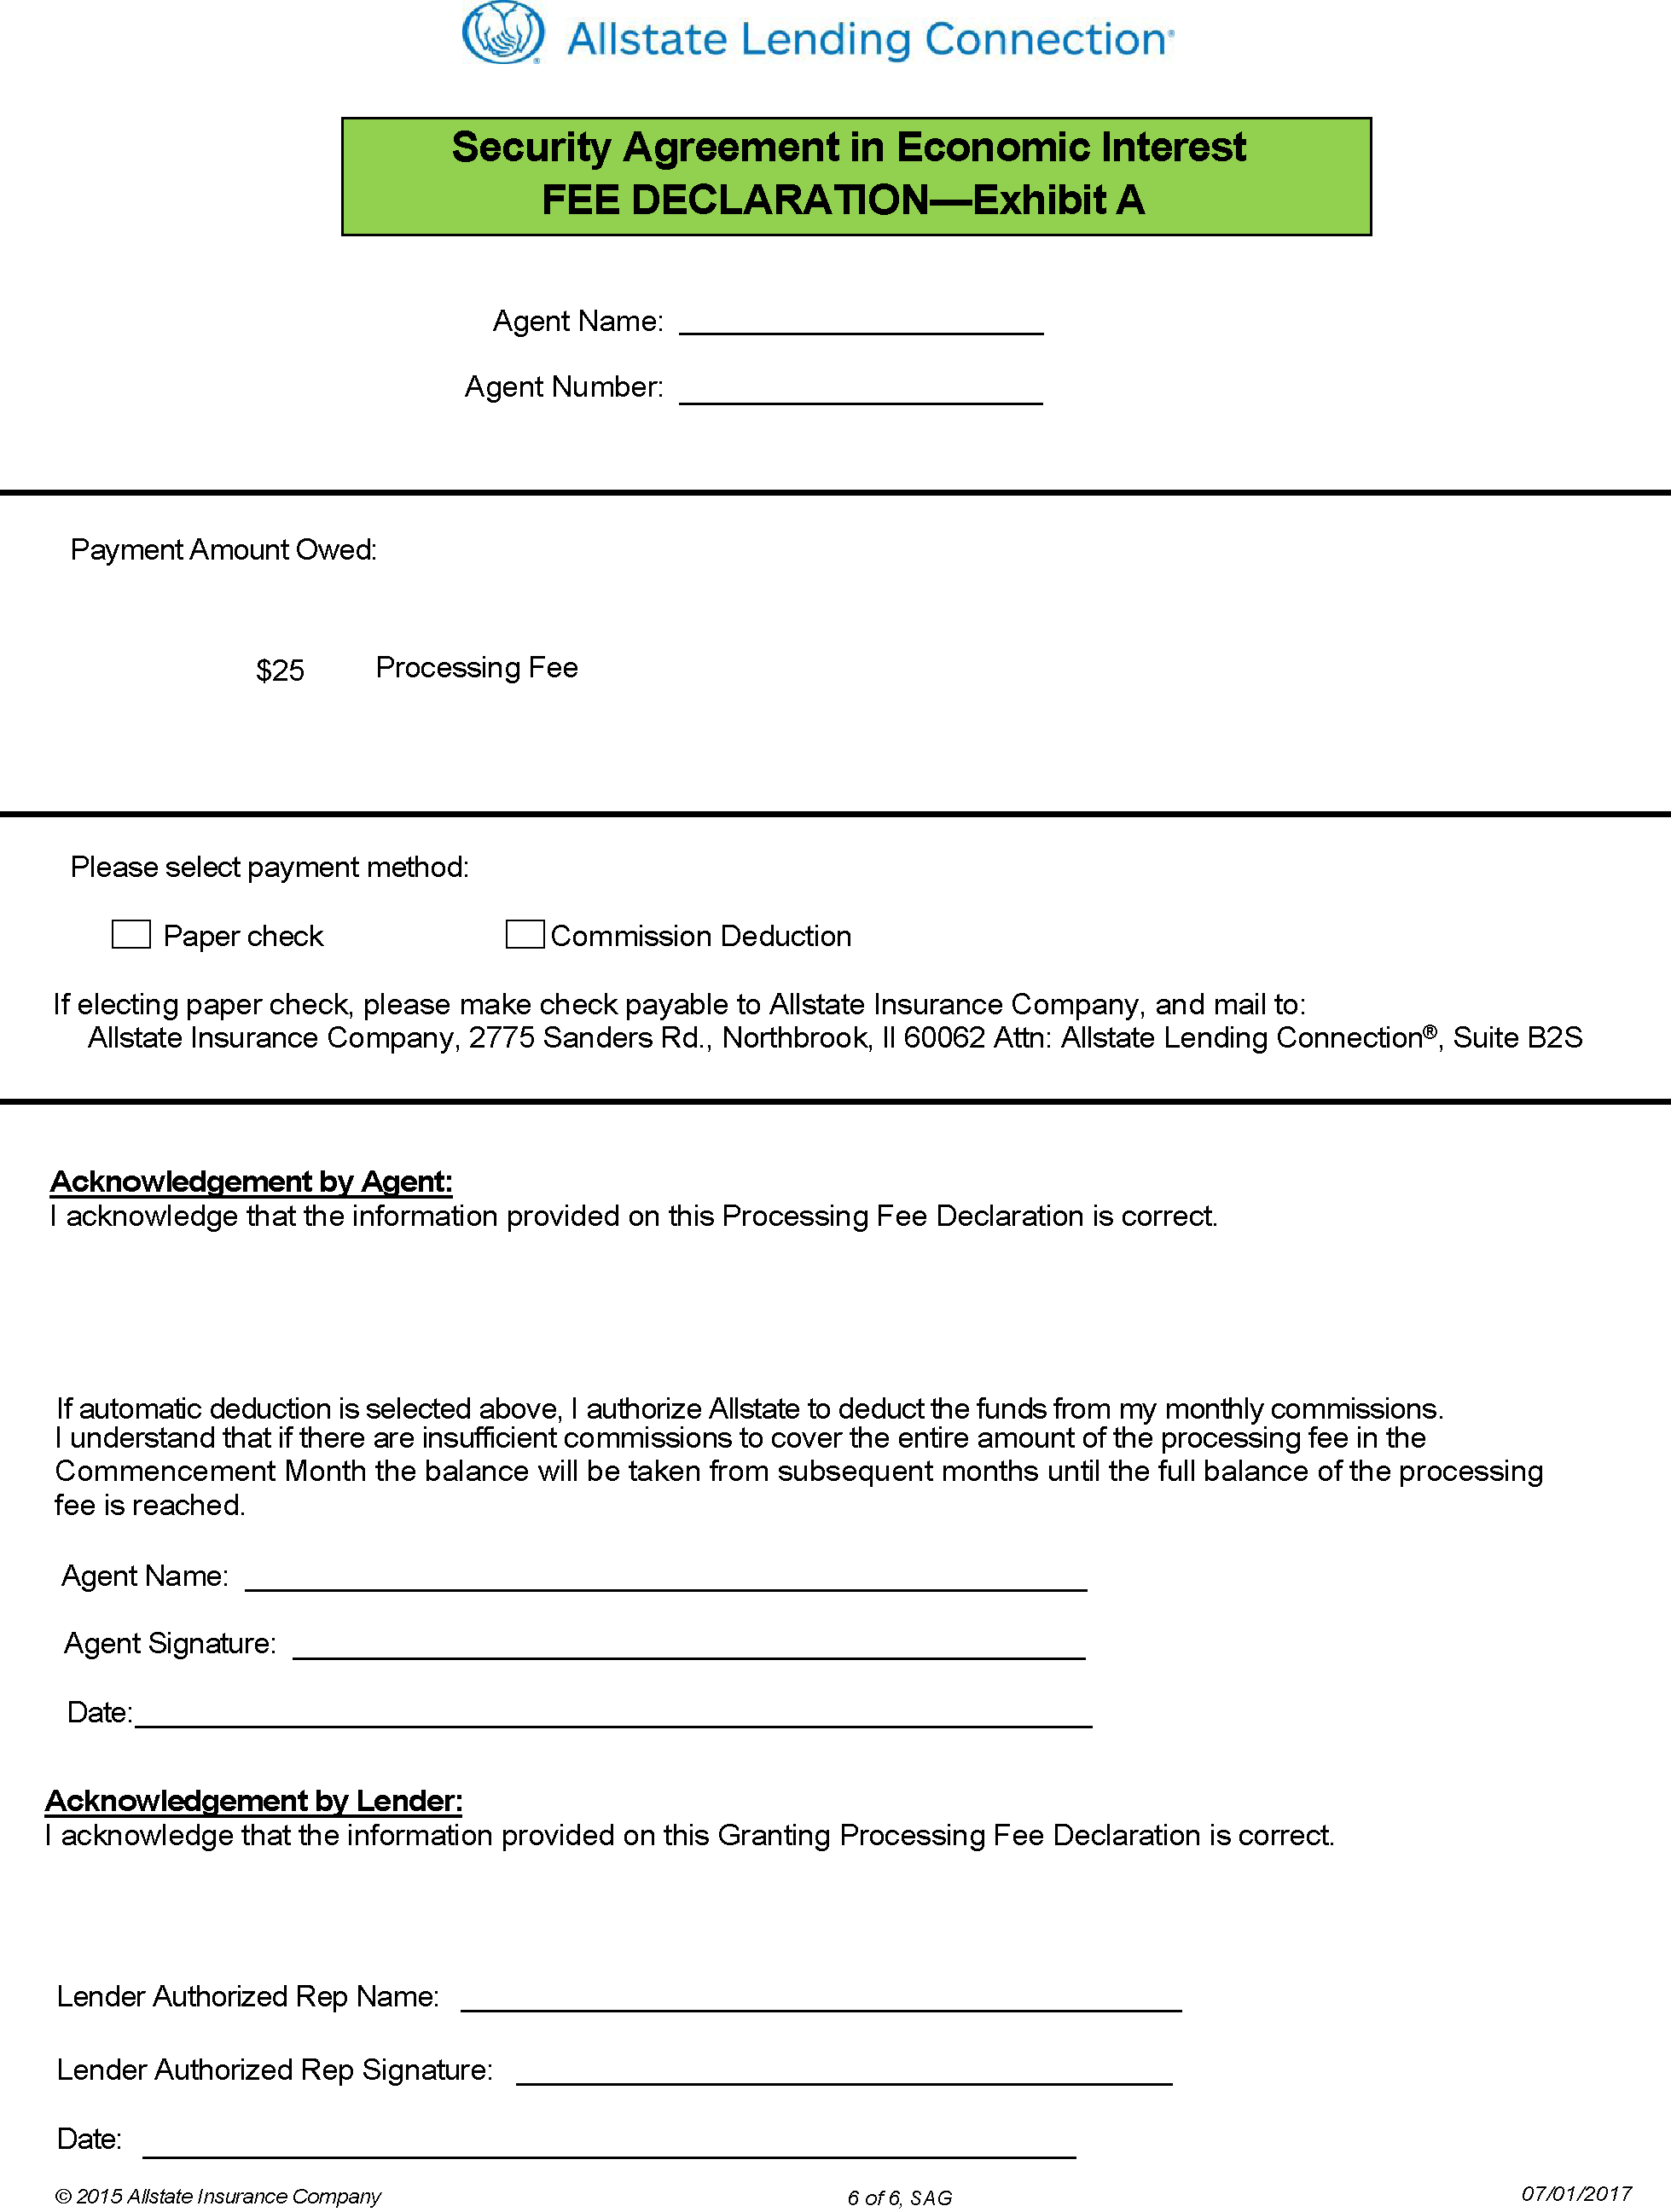 Allstate Lending Connection®
Security Agreement in Economic Interest
FEE DECLARATION—Exhibit A
Agent Name:
Agent Number:
Payment Amount Owed:
$25 Processing Fee
Please select payment method:
Paper check Commission Deduction
If electing paper check, please make check payable to Allstate Insurance Company, and mail to:
Allstate Insurance Company, 2775 Sanders Rd., Northbrook, Il 60062 Attn: Allstate Lending Connection®, Suite B2S
Acknowledgement by Agent:
I acknowledge that the information provided on this Processing Fee Declaration is correct.
If automatic deduction is selected above, I authorize Allstate to deduct the funds from my monthly commissions.
I understand that if there are insufficient commissions to cover the entire amount of the processing fee in the
Commencement Month the balance will be taken from subsequent months until the full balance of the processing
fee is reached.
Agent Name:
Agent Signature:
Date:
Acknowledgement by Lender:
I acknowledge that the information provided on this Granting Processing Fee Declaration is correct.
Lender Authorized Rep Name:
Lender Authorized Rep Signature:
Date:
© 2015 Allstate Insurance Company 6 of 6, SAG 07/01/2017